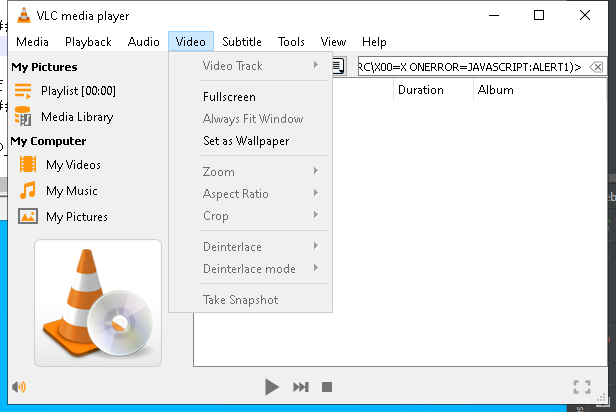 VLC media player
Media Playback Audio Video Subtitle Tools View Help
My Pictures
Playlist [00:00]
Media Library
My Computer
My Videos
My Music
My Pictures
Video Track
Fullscreen
Always Fit Window
Set as Wallpaper
Zoom
Aspect Ratio
Crop
Deinterlace
Deinterlace mode
Take Snapshot
RC\X00=X ONERROR=JAVASCRIPT:ALERT1)>
Duration Album